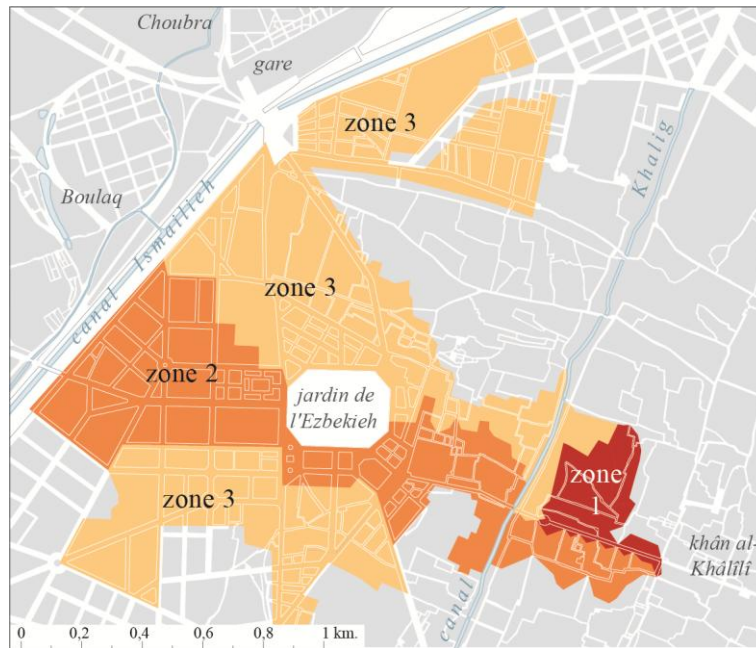 Choubra
gare
zone 3
Khalig
Boulaq
canal Ismailieh
zone 3
zone 2
jardin de
l'Ezbekieh
zone 3
zone
1
khân al-
Khâlîlî
canal
0 0,2 0,4 0,6 0,8 1 km.